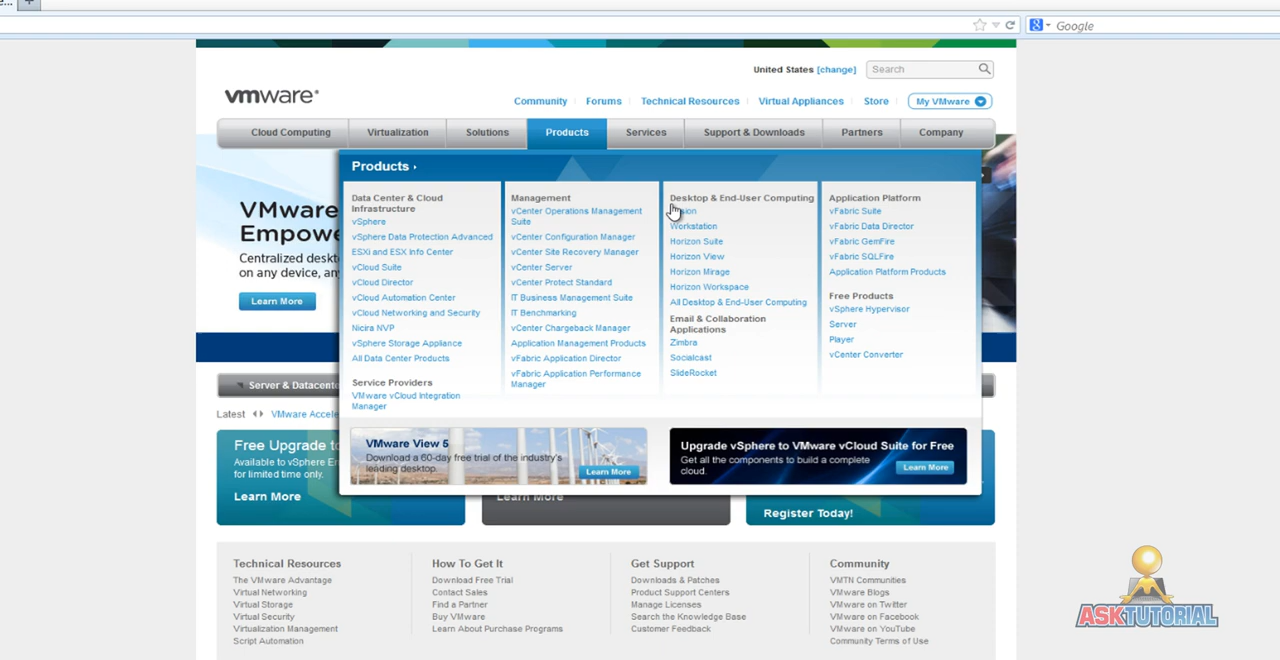 Google
United States [change]
Search
vmware
Community
Forums
Technical Resources
Virtual Appliances
Store
My VMware
Cloud Computing
Virtualization
Solutions
Products
Services
Support & Downloads
Partners
Company
Products
Data Center & Cloud
Infrastructure
vSphere
vSphere Data Protection Advanced
ESXi and ESX Info Center
vCloud Suite
vCloud Director
vCloud Automation Center
vCloud Networking and Security
Nicira NVP
vSphere Storage Appliance
All Data Center Products
Service Providers
VMware vCloud Integration
Manager
Management
vCenter Operations Management
Suite
vCenter Configuration Manager
vCenter Site Recovery Manager
vCenter Server
vCenter Protect Standard
IT Business Management Suite
IT Benchmarking
vCenter Chargeback Manager
Application Management Products
vFabric Application Director
vFabric Application Performance
Manager
Desktop & End-User Computing
Workstation
Horizon Suite
Horizon View
Horizon Mirage
Horizon Workspace
All Desktop & End-User Computing
Email & Collaboration
Applications
Zimbra
Socialcast
SlideRocket
Application Platform
vFabric Suite
vFabric Data Director
vFabric GemFire
vFabric SQLFire
Application Platform Products
Free Products
vSphere Hypervisor
Server
Player
vCenter Converter
VMware View 5
Download a 60-day free trial of the industry's
leading desktop.
Learn More
Upgrade vSphere to VMware vCloud Suite for Free
Get all the components to build a complete
cloud.
Learn More
VMware
Empow
Centralized deskt
on any device, an
Learn More
Server & Datacente
Latest
VMware Accele
Free Upgrade to
Available to vSphere En
for limited time only.
Learn More
Learn More
Register Today!
Technical Resources
The VMware Advantage
Virtual Networking
Virtual Storage
Virtual Security
Virtualization Management
Script Automation
How To Get It
Download Free Trial
Contact Sales
Find a Partner
Buy VMware
Learn About Purchase Programs
Get Support
Downloads & Patches
Product Support Centers
Manage Licenses
Search the Knowledge Base
Customer Feedback
Community
VMTN Communities
VMware Blogs
VMware on Twitter
VMware on Facebook
VMware on YouTube
Community Terms of Use
ASKTUTORIAL